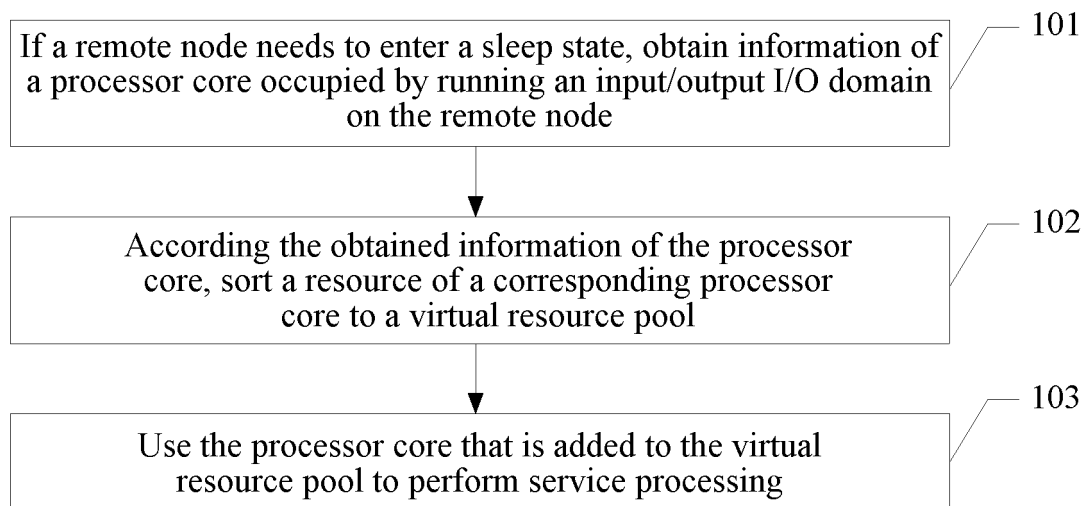 101
If a remote node needs to enter a sleep state, obtain information of
a processor core occupied by running an input/output I/O domain
on the remote node
102
According the obtained information of the processor
core, sort a resource of a corresponding processor
core to a virtual resource pool
103
Use the processor core that is added to the virtual
resource pool to perform service processing